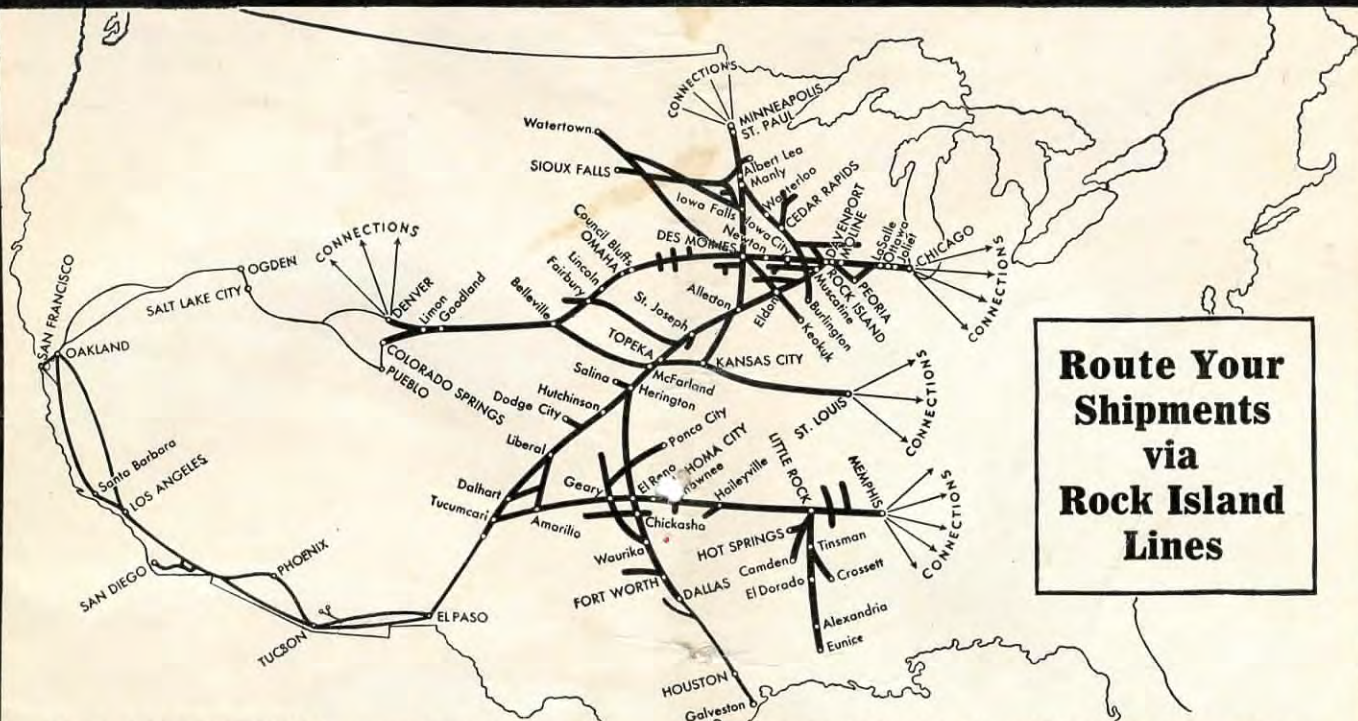 CONNECTIONS
MINNEAPOLIS
ST. PAUL
Watertown
SIOUX FALLS
Albert Lea
Manly
Waterloo
CEDAR RAPIDS
Iowa Falls
Iowa City
Newton
DES MOINES
DAVENPORT
MOLINE
LaSalle
Ottawa
Joliet
CHICAGO
CONNECTIONS
PEORIA
ROCK ISLAND
Muscatine
Burlington
Keokuk
Eldon
Allerton
Council Bluffs
OMAHA
Lincoln
Fairbury
Belleville
St. Joseph
CONNECTIONS
DENVER
Limon
Goodland
COLORADO SPRINGS
PUEBLO
OGDEN
SALT LAKE CITY
SAN FRANCISCO
OAKLAND
TOPEKA
KANSAS CITY
McFarland
Salina
Herington
Hutchinson
Dodge City
Liberal
ST. LOUIS
CONNECTIONS
Ponca City
Dalhart
Tucumcari
Amarillo
Geary
El Reno
HOMA CITY
awnee
Haileyville
LITTLE ROCK
MEMPHIS
CONNECTIONS
Chickasha
Waurika
FORT WORTH
DALLAS
HOT SPRINGS
Camden
El Dorado
Tinsman
Crossett
Alexandria
Eunice
HOUSTON
Galveston
Santa Barbara
LOS ANGELES
SAN DIEGO
PHOENIX
TUCSON
EL PASO
Route Your
Shipments
via
Rock Island
Lines